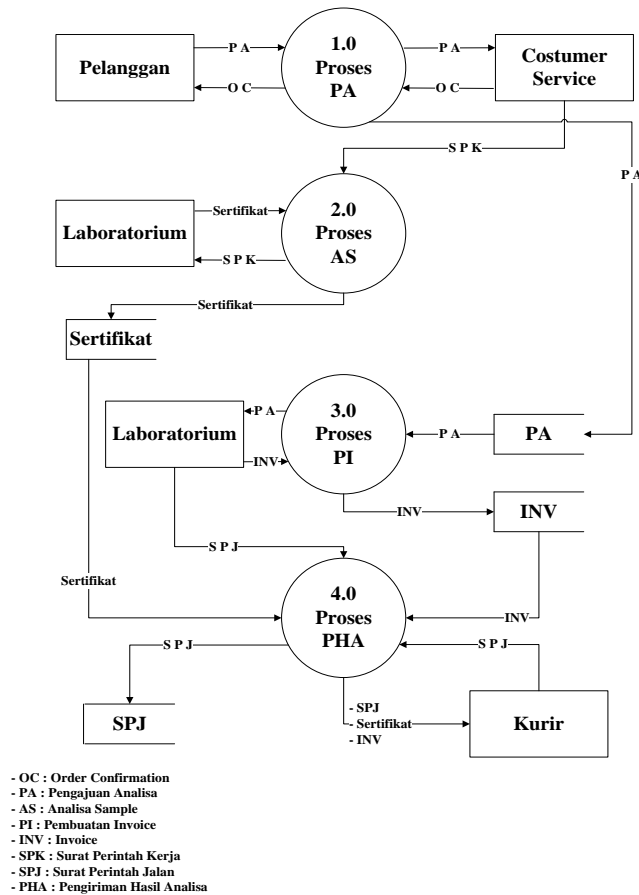 P A
1.0
Proses
PA
P A
Pelanggan
Costumer
Service
O C
O C
S P K
P A
2.0
Proses
AS
Sertifikat
Laboratorium
S P K
Sertifikat
Sertifikat
3.0
Proses
PI
P A
Laboratorium
P A
PA
INV
INV
INV
S P J
Sertifikat
4.0
Proses
PHA
INV
S P J
S P J
- SPJ
- Sertifikat
- INV
SPJ
Kurir
- OC : Order Confirmation
- PA : Pengajuan Analisa
- AS : Analisa Sample
- PI : Pembuatan Invoice
- INV : Invoice
- SPK : Surat Perintah Kerja
- SPJ : Surat Perintah Jalan
- PHA : Pengiriman Hasil Analisa